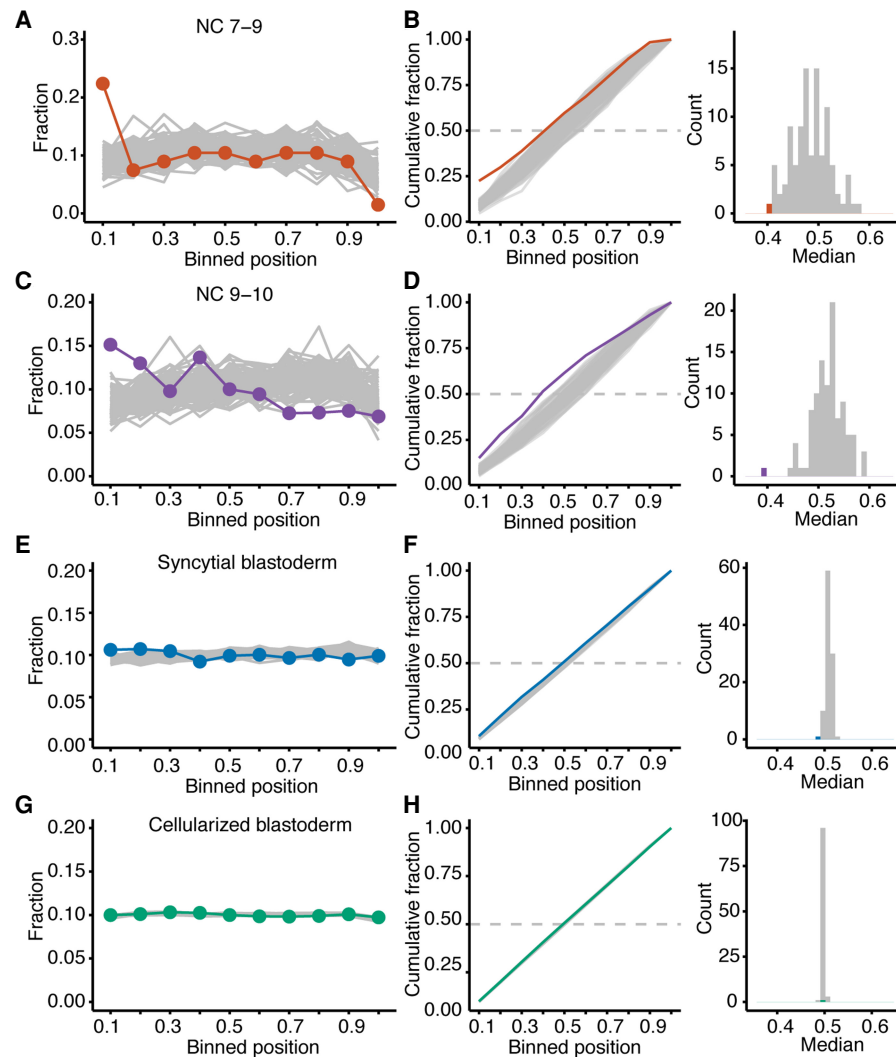 A
NC 7–9
0.3
0.2
0.1
0.0
Fraction
0.1 0.3 0.5 0.7 0.9
Binned position
B
1.00
0.75
0.50
0.25
0.00
Cumulative fraction
0.1 0.3 0.5 0.7 0.9
Binned position
15
10
5
0
Count
0.4 0.5 0.6
Median
C
NC 9–10
0.20
0.15
0.10
0.05
0.00
Fraction
0.1 0.3 0.5 0.7 0.9
Binned position
D
1.00
0.75
0.50
0.25
0.00
Cumulative fraction
0.1 0.3 0.5 0.7 0.9
Binned position
20
15
10
5
0
Count
0.4 0.5 0.6
Median
E
Syncytial blastoderm
0.20
0.15
0.10
0.05
0.00
Fraction
0.1 0.3 0.5 0.7 0.9
Binned position
F
1.00
0.75
0.50
0.25
0.00
Cumulative fraction
0.1 0.3 0.5 0.7 0.9
Binned position
60
40
20
0
Count
0.4 0.5 0.6
Median
G
Cellularized blastoderm
0.20
0.15
0.10
0.05
0.00
Fraction
0.1 0.3 0.5 0.7 0.9
Binned position
H
1.00
0.75
0.50
0.25
0.00
Cumulative fraction
0.1 0.3 0.5 0.7 0.9
Binned position
100
75
50
25
0
Count
0.4 0.5 0.6
Median